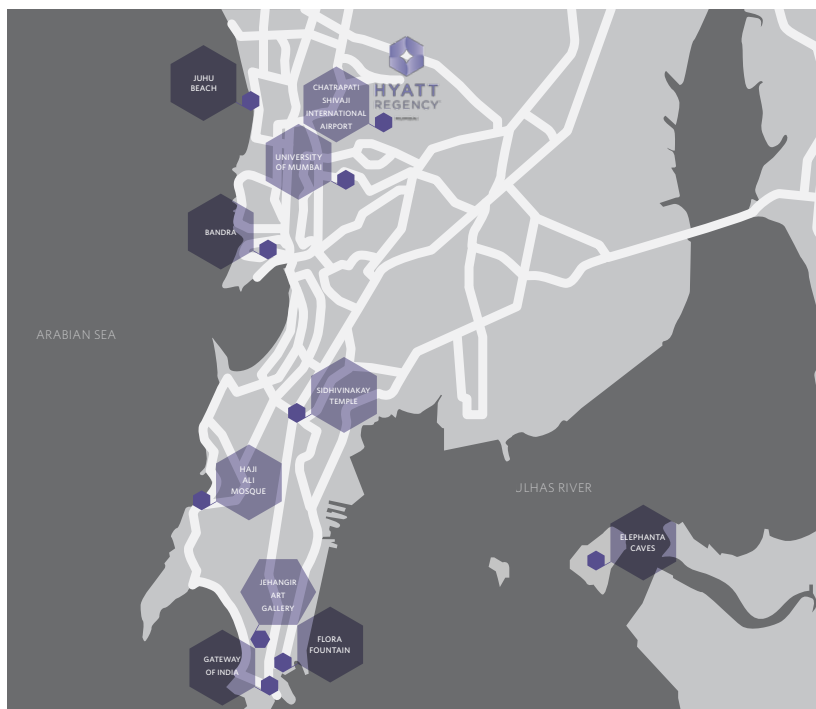 JUHU
BEACH
CHATRAPATI
SHIVAJI
INTERNATIONAL
AIRPORT
HYATT
REGENCY
MUMBAI
UNIVERSITY
OF MUMBAI
BANDRA
ARABIAN SEA
SIDHIVINAKAY
TEMPLE
HAJI
ALI
MOSQUE
JLHAS RIVER
ELEPHANTA
CAVES
JEHANGIR
ART
GALLERY
FLORA
FOUNTAIN
GATEWAY
OF INDIA